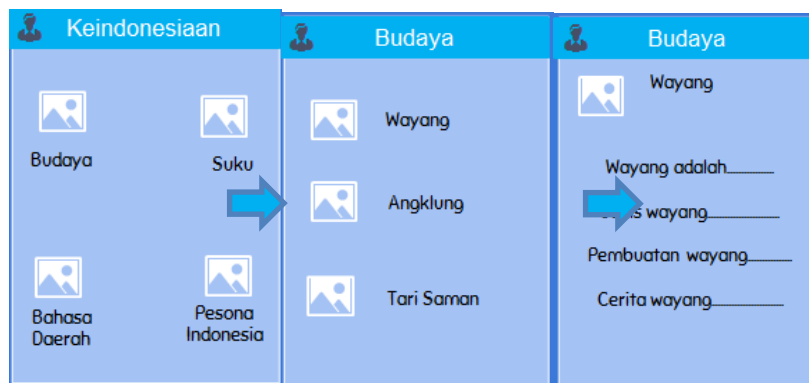 Keindonesiaan
Budaya
Suku
Bahasa
Daerah
Pesona
Indonesia
Budaya
Wayang
Angklung
Tari Saman
Budaya
Wayang
Wayang adalah
wayang
Pembuatan wayang
Cerita wayang